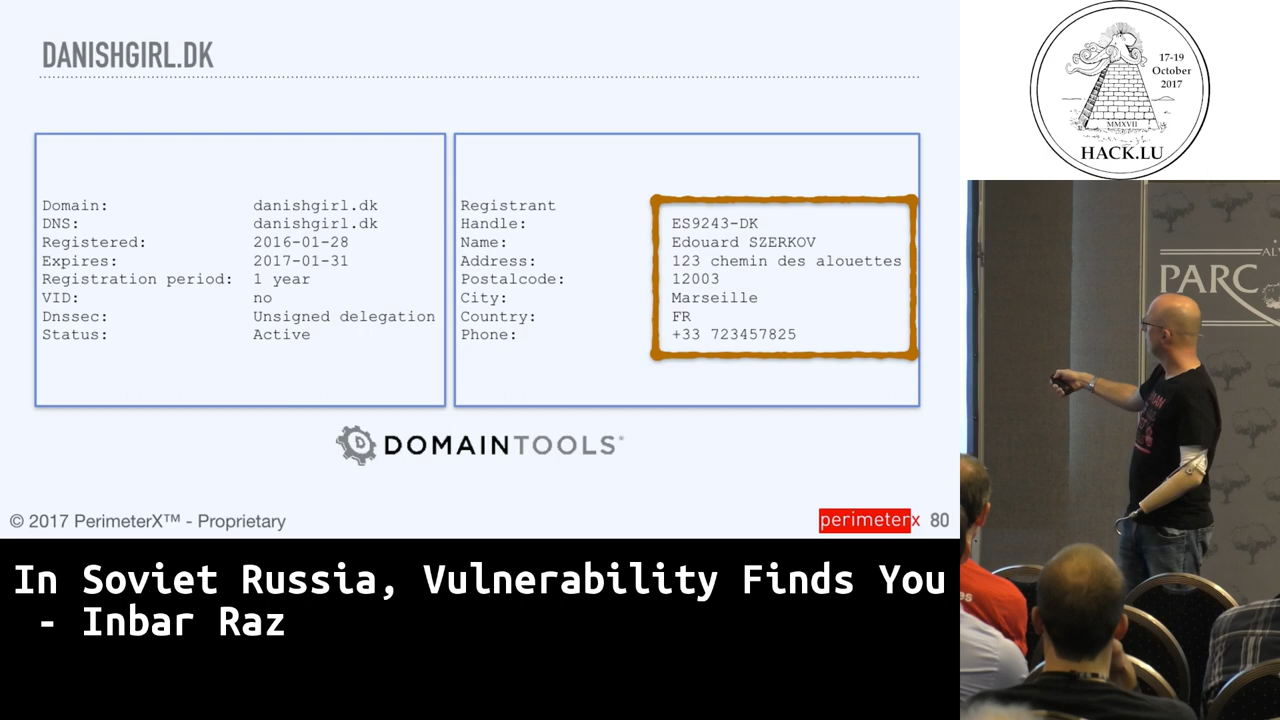 DANISHGIRL.DK
Domain: danishgirl.dk
DNS: danishgirl.dk
Registered: 2016-01-28
Expires: 2017-01-31
Registration period: 1 year
VID: no
Dnssec: Unsigned delegation
Status: Active
Registrant
Handle: ES9243-DK
Name: Edouard SZERKOV
Address: 123 chemin des alouettes
Postalcode: 12003
City: Marseille
Country: FR
Phone: +33 723457825
DOMAINTOOLS
© 2017 PerimeterX™ - Proprietary
perimeterx 80
17-19
October
2017
MMXVII
HACK.LU
PARC
In Soviet Russia, Vulnerability Finds You
- Inbar Raz